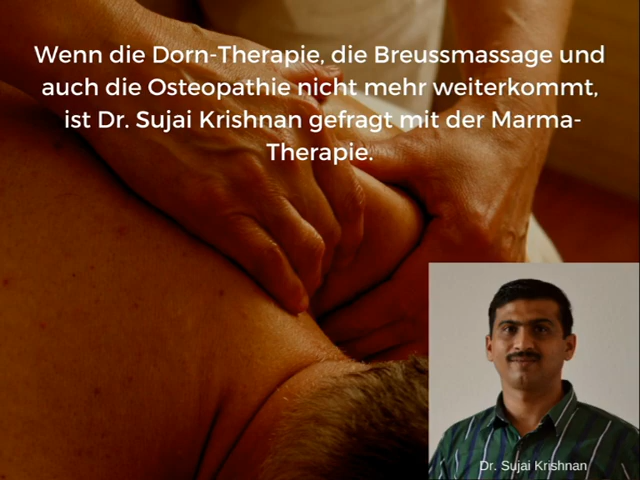 Wenn die Dorn-Therapie, die Breussmassage und
auch die Osteopathie nicht mehr weiterkommt,
ist Dr. Sujai Krishnan gefragt mit der Marma-
Therapie.
Dr. Sujai Krishnan